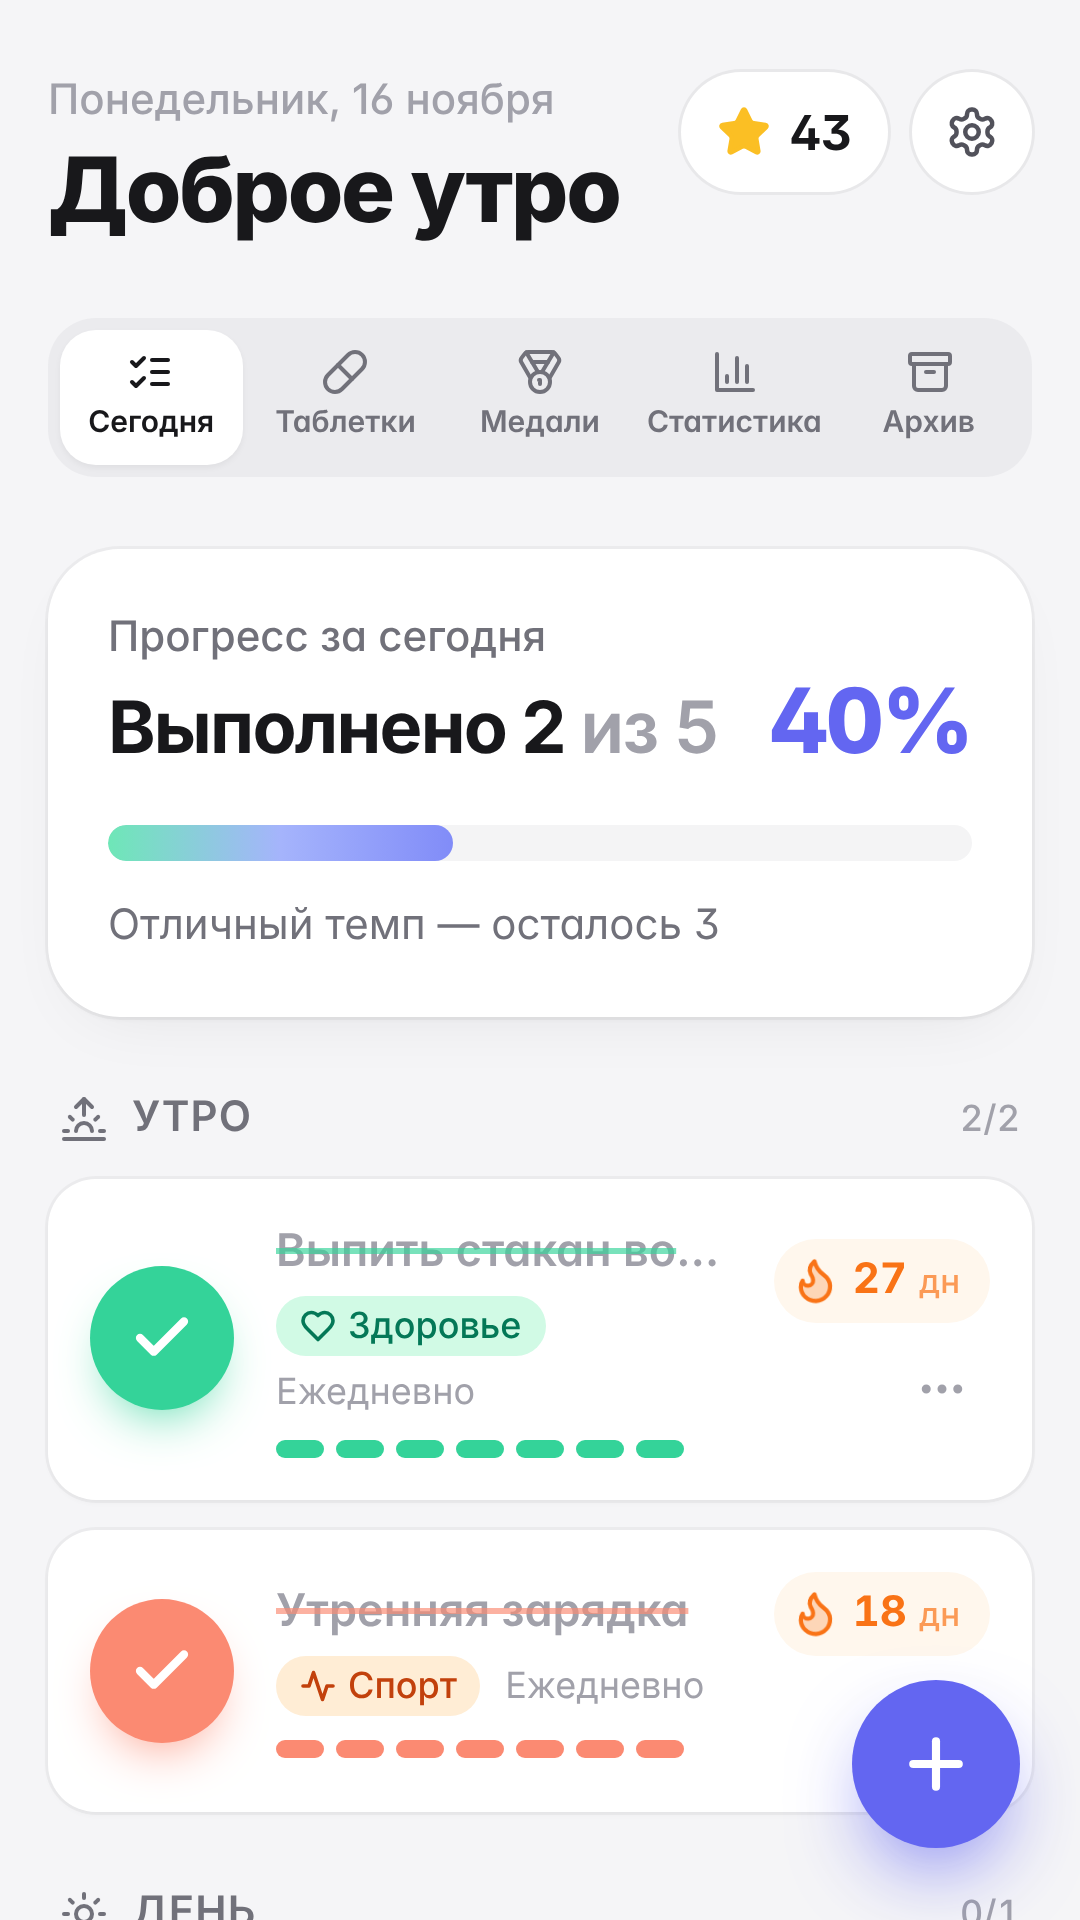 Понедельник, 16 ноября
Доброе утро
43
Сегодня
Таблетки
Медали
Статистика
Архив
Прогресс за сегодня
Выполнено 2 из 5
40%
Отличный темп — осталось 3
УТРО
2/2
Выпить стакан во...
27 дн
Здоровье
Ежедневно
Утренняя зарядка
18 дн
Спорт
Ежедневно
ДЕНЬ
0/1